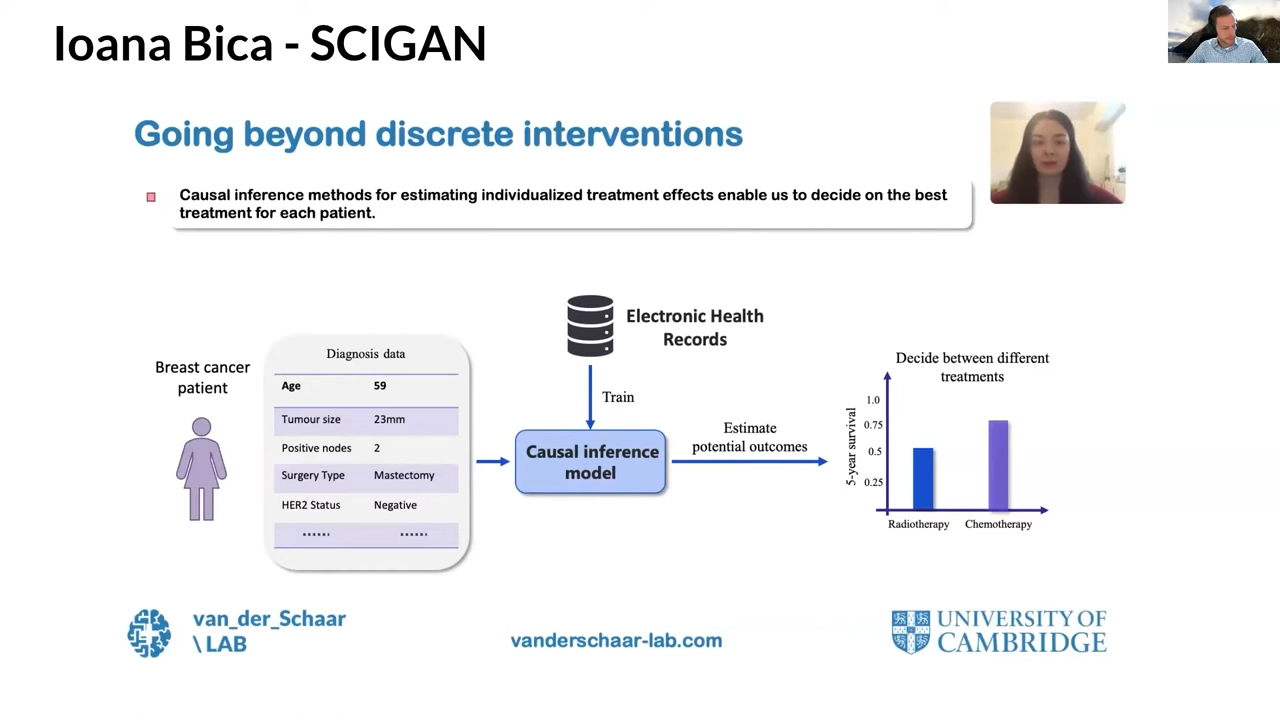 Ioana Bica - SCIGAN
Going beyond discrete interventions
Causal inference methods for estimating individualized treatment effects enable us to decide on the best
treatment for each patient.
Electronic Health
Records
Breast cancer
patient
Diagnosis data
Age 59
Tumour size 23mm
Positive nodes 2
Surgery Type Mastectomy
HER2 Status Negative
...... ......
Train
Causal inference
model
Estimate
potential outcomes
Decide between different
treatments
5-year survival
1.0
0.75
0.5
0.25
Radiotherapy Chemotherapy
van_der_Schaar
\ LAB
vanderschaar-lab.com
UNIVERSITY OF
CAMBRIDGE